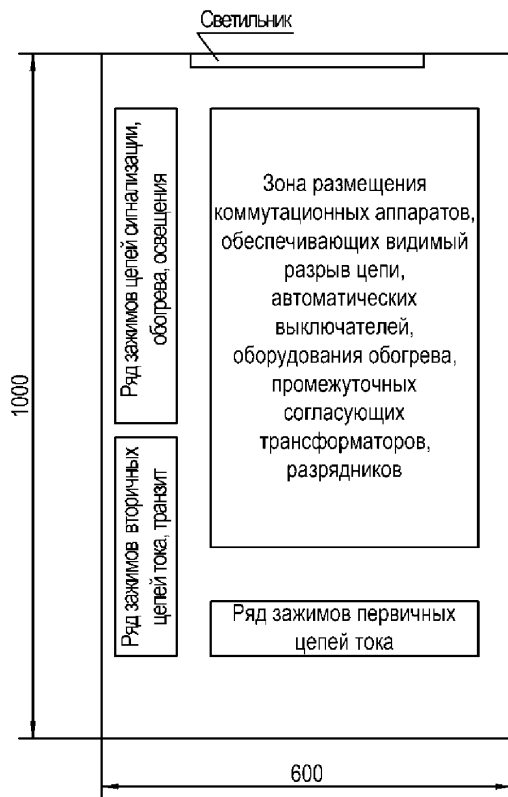 Светильник
Ряд зажимов цепей сигнализации,
обогрева, освещения
Зона размещения
коммутационных аппаратов,
обеспечивающих видимый
разрыв цепи,
автоматических
выключателей,
оборудования обогрева,
промежуточных
согласующих
трансформаторов,
разрядников
1000
Ряд зажимов вторичных
цепей тока, транзит
Ряд зажимов первичных
цепей тока
600